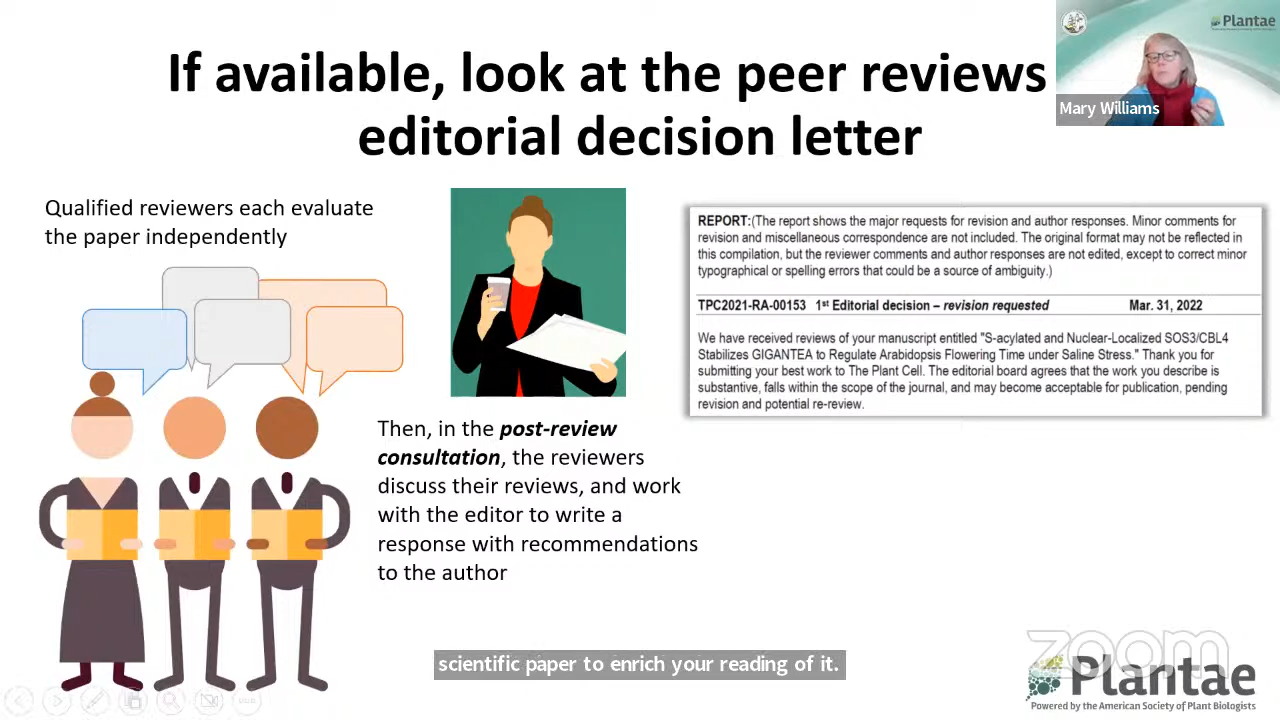 If available, look at the peer reviews
editorial decision letter
Plantae
Mary Williams
Qualified reviewers each evaluate
the paper independently
REPORT:(The report shows the major requests for revision and author responses. Minor comments for
revision and miscellaneous correspondence are not included. The original format may not be reflected in
this compilation, but the reviewer comments and author responses are not edited, except to correct minor
typographical or spelling errors that could be a source of ambiguity.)
TPC2021-RA-00153 1st Editorial decision – revision requested Mar. 31, 2022
We have received reviews of your manuscript entitled "S-acylated and Nuclear-Localized SOS3/CBL4
Stabilizes GIGANTEA to Regulate Arabidopsis Flowering Time under Saline Stress." Thank you for
submitting your best work to The Plant Cell. The editorial board agrees that the work you describe is
substantive, falls within the scope of the journal, and may become acceptable for publication, pending
revision and potential re-review.
Then, in the post-review
consultation, the reviewers
discuss their reviews, and work
with the editor to write a
response with recommendations
to the author
scientific paper to enrich your reading of it.
zoom
Plantae
Powered by the American Society of Plant Biologists